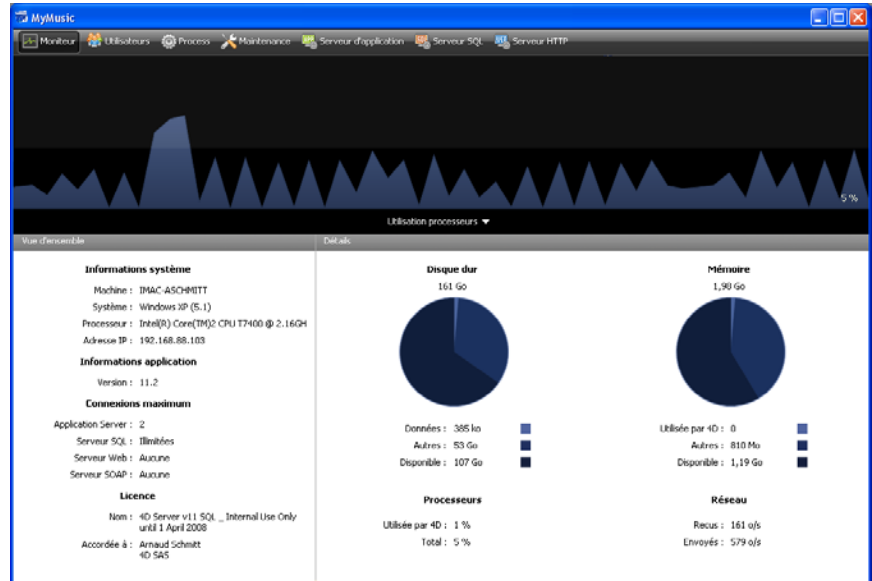 MyMusic
Moniteur Utilisateurs Process Maintenance Serveur d'application Serveur SQL Serveur HTTP
5 %
Utilisation processeurs
Vue d'ensemble
Détails
Informations système
Machine : IMAC-ASCHMITT
Système : Windows XP (5.1)
Processeur : Intel(R) Core(TM)2 CPU T7400 @ 2.16GH
Adresse IP : 192.168.88.103
Informations application
Version : 11.2
Connexions maximum
Application Server : 2
Serveur SQL : Illimitées
Serveur Web : Aucune
Serveur SOAP : Aucune
Licence
Nom : 4D Server v11 SQL _ Internal Use Only
until 1 April 2008
Accordée à : Arnaud Schmitt
4D SAS
Disque dur
161 Go
Données : 385 ko
Autres : 53 Go
Disponible : 107 Go
Processeurs
Utilisée par 4D : 1 %
Total : 5 %
Mémoire
1,98 Go
Utilisée par 4D : 0
Autres : 810 Mo
Disponible : 1,19 Go
Réseau
Recus : 161 o/s
Envoyés : 579 o/s